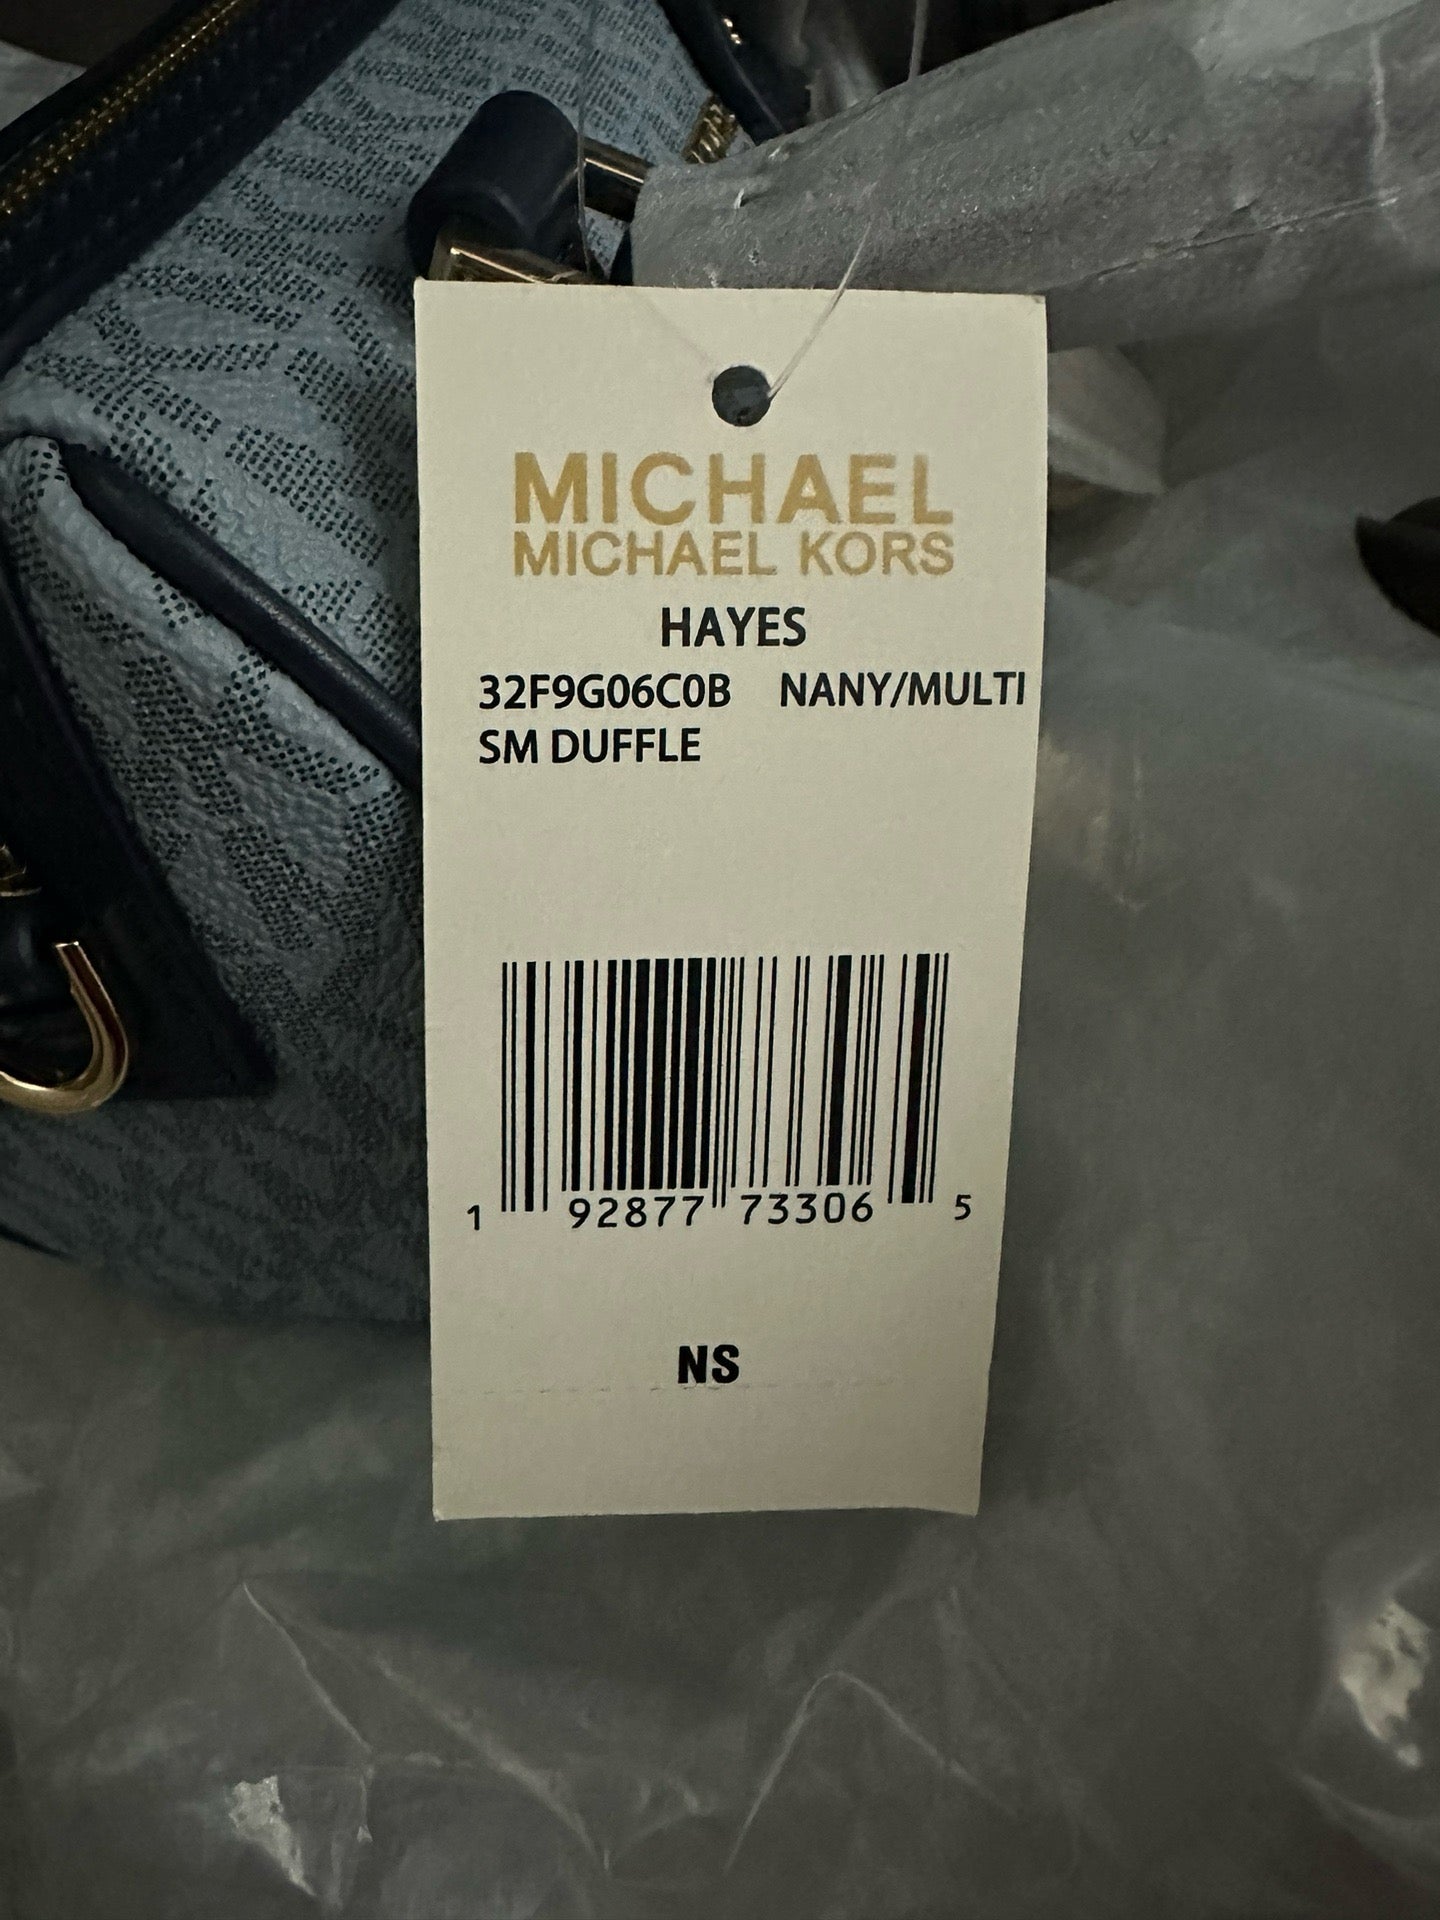 MICHAEL
MICHAEL KORS
HAYES
32F9G06C0B NANY/MULTI
SM DUFFLE
1 92877 73306 5
NS